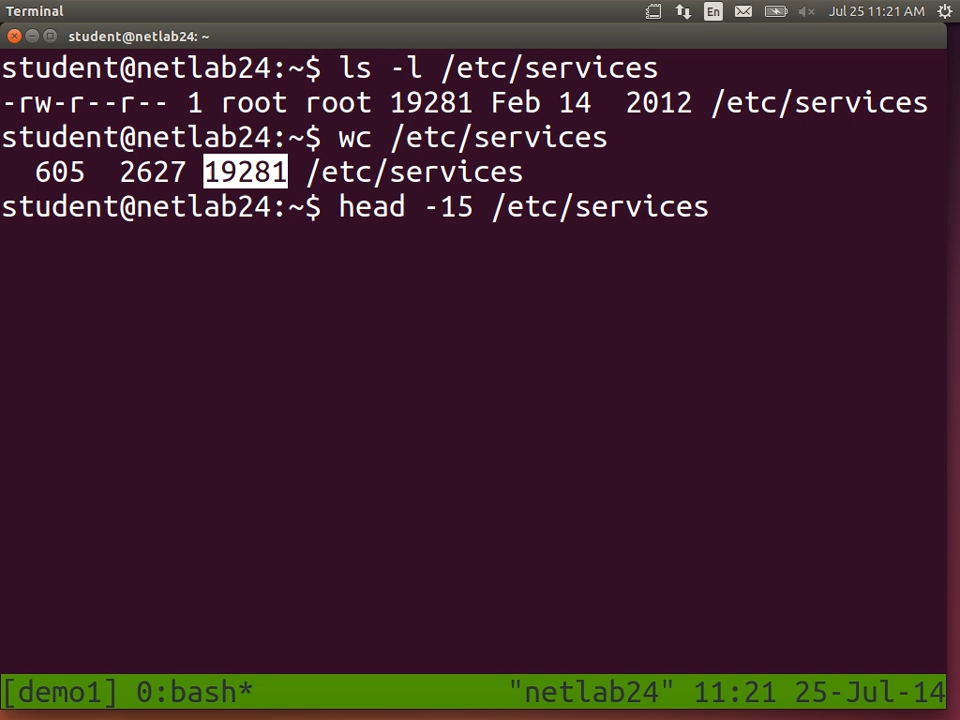 Terminal
En
Jul 25 11:21 AM
student@netlab24: ~
student@netlab24:~$ ls -l /etc/services
-rw-r--r-- 1 root root 19281 Feb 14  2012 /etc/services
student@netlab24:~$ wc /etc/services
  605  2627 19281 /etc/services
student@netlab24:~$ head -15 /etc/services
[demo1] 0:bash* "netlab24" 11:21 25-Jul-14